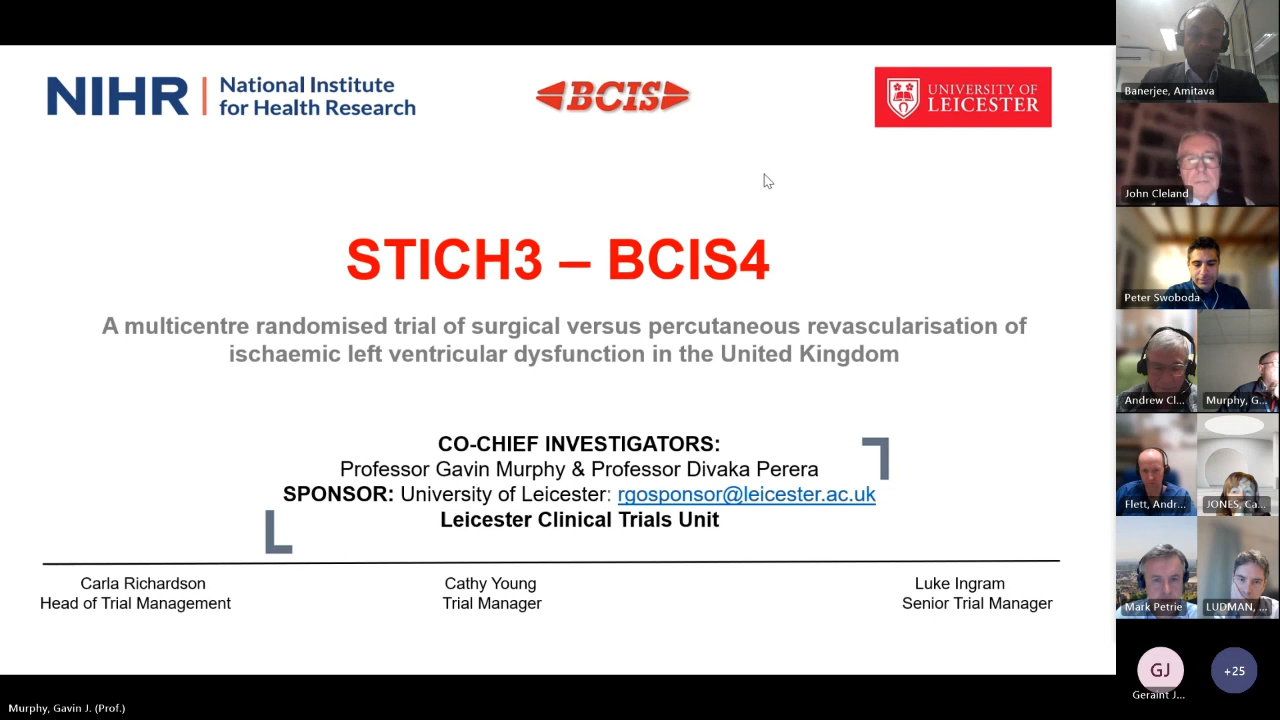 NIHR
National Institute
for Health Research
BCIS
UNIVERSITY OF
LEICESTER
STICH3 – BCIS4
A multicentre randomised trial of surgical versus percutaneous revascularisation of
ischaemic left ventricular dysfunction in the United Kingdom
CO-CHIEF INVESTIGATORS:
Professor Gavin Murphy & Professor Divaka Perera
SPONSOR: University of Leicester: rgosponsor@leicester.ac.uk
Leicester Clinical Trials Unit
Carla Richardson
Head of Trial Management
Cathy Young
Trial Manager
Luke Ingram
Senior Trial Manager
Banerjee, Amitava
John Cleland
Peter Swoboda
Andrew Cl...
Murphy, G...
Flett, Andr...
JONES, Ca...
Mark Petrie
LUDMAN, ...
GJ
Geraint J...
+25
Murphy, Gavin J. (Prof.)